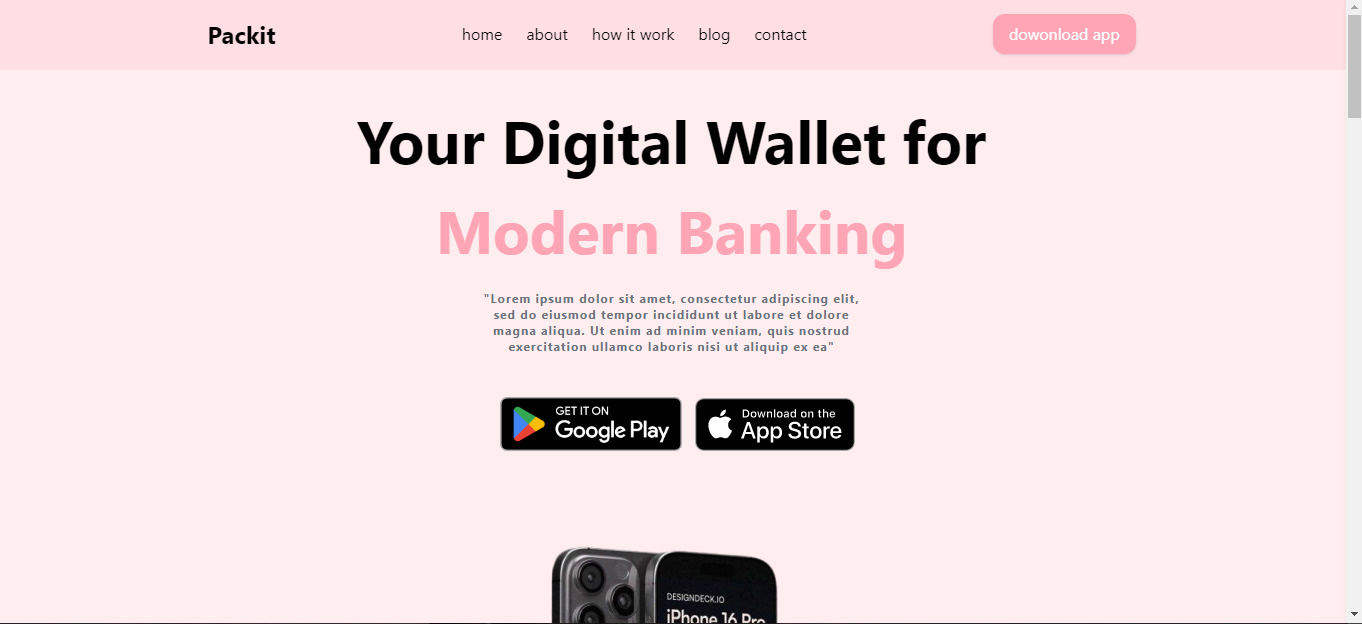 Packit
home about how it work blog contact
dowonload app
Your Digital Wallet for
Modern Banking
"Lorem ipsum dolor sit amet, consectetur adipiscing elit,
sed do eiusmod tempor incididunt ut labore et dolore
magna aliqua. Ut enim ad minim veniam, quis nostrud
exercitation ullamco laboris nisi ut aliquip ex ea"
GET IT ON
Google Play
Download on the
App Store
DESIGNDECK.IO
iPhone 16 Pro